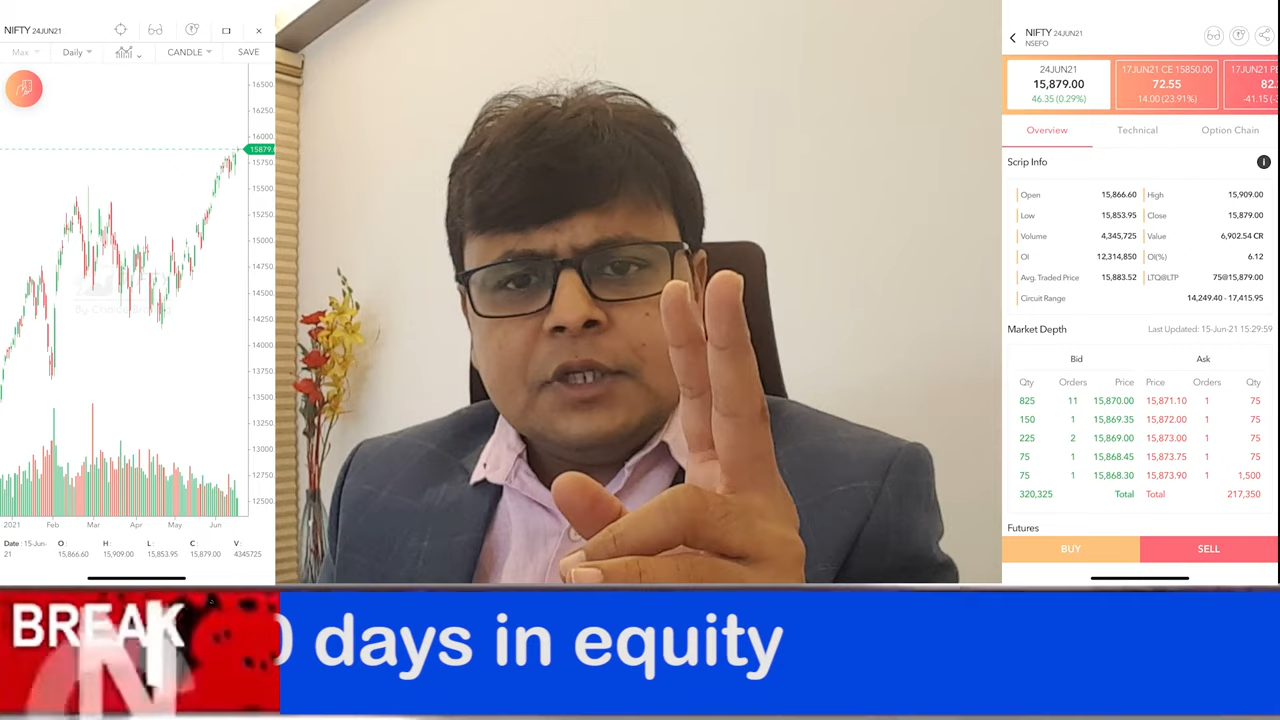 NIFTY 24JUN21
Max Daily CANDLE SAVE
16500
16250
16000
15879.
15750
15500
15250
15000
14750
14500
14250
14000
13750
13500
13250
13000
12750
12500
2021 Feb Mar Apr May Jun
Date : 15-Jun-21 O : 15,866.60 H : 15,909.00 L : 15,853.95 C : 15,879.00 V : 4345725
NIFTY 24JUN21
NSEFO
24JUN21 17JUN21 CE 15850.00 17JUN21 PE
15,879.00 72.55 82.
46.35 (0.29%) 14.00 (23.91%) -41.15 (-
Overview Technical Option Chain
Scrip Info
Open 15,866.60 High 15,909.00
Low 15,853.95 Close 15,879.00
Volume 4,345,725 Value 6,902.54 CR
OI 12,314,850 OI(%) 6.12
Avg. Traded Price 15,883.52 LTQ@LTP 75@15,879.00
Circuit Range 14,249.40 - 17,415.95
Market Depth Last Updated: 15-Jun-21 15:29:59
Bid Ask
Qty Orders Price Price Orders Qty
825 11 15,870.00 15,871.10 1 75
150 1 15,869.35 15,872.00 1 75
225 2 15,869.00 15,873.00 1 75
75 1 15,868.45 15,873.75 1 75
75 1 15,868.30 15,873.90 1 1,500
320,325 Total Total 217,350
Futures
BUY SELL
BREAK
N
0 days in equity